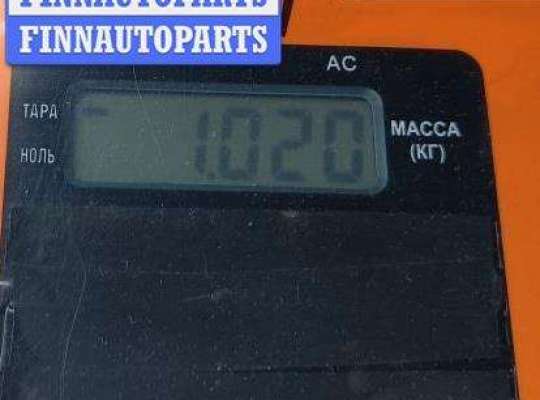 FINNAUTOPARTS
FINNAUTOPARTS
AC
ТАРА
1.020
МАССА
(КГ)
НОЛЬ